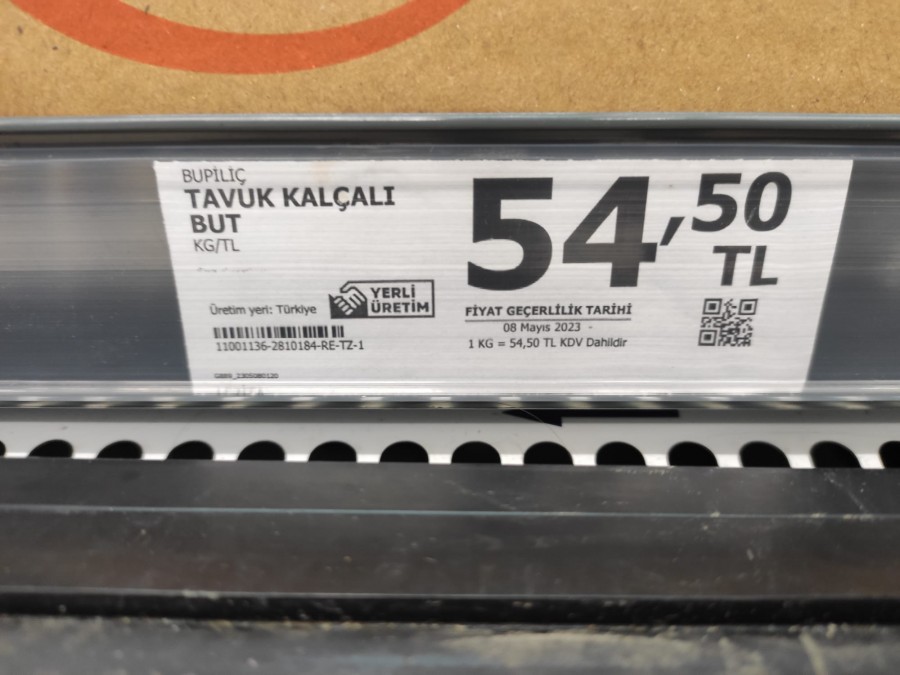 BUPİLİÇ
TAVUK KALÇALI
BUT
KG/TL
54,50
TL
Üretim yeri: Türkiye
YERLİ
ÜRETİM
FİYAT GEÇERLİLİK TARİHİ
08 Mayıs 2023
1 KG = 54,50 TL KDV Dahildir
11001136-2810184-RE-TZ-1